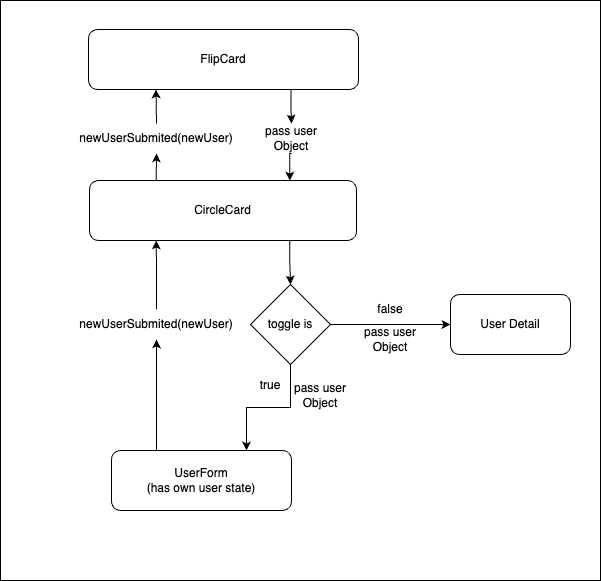 FlipCard
newUserSubmited(newUser)
pass user
Object
CircleCard
newUserSubmited(newUser)
toggle is
false
pass user
Object
User Detail
true
pass user
Object
UserForm
(has own user state)